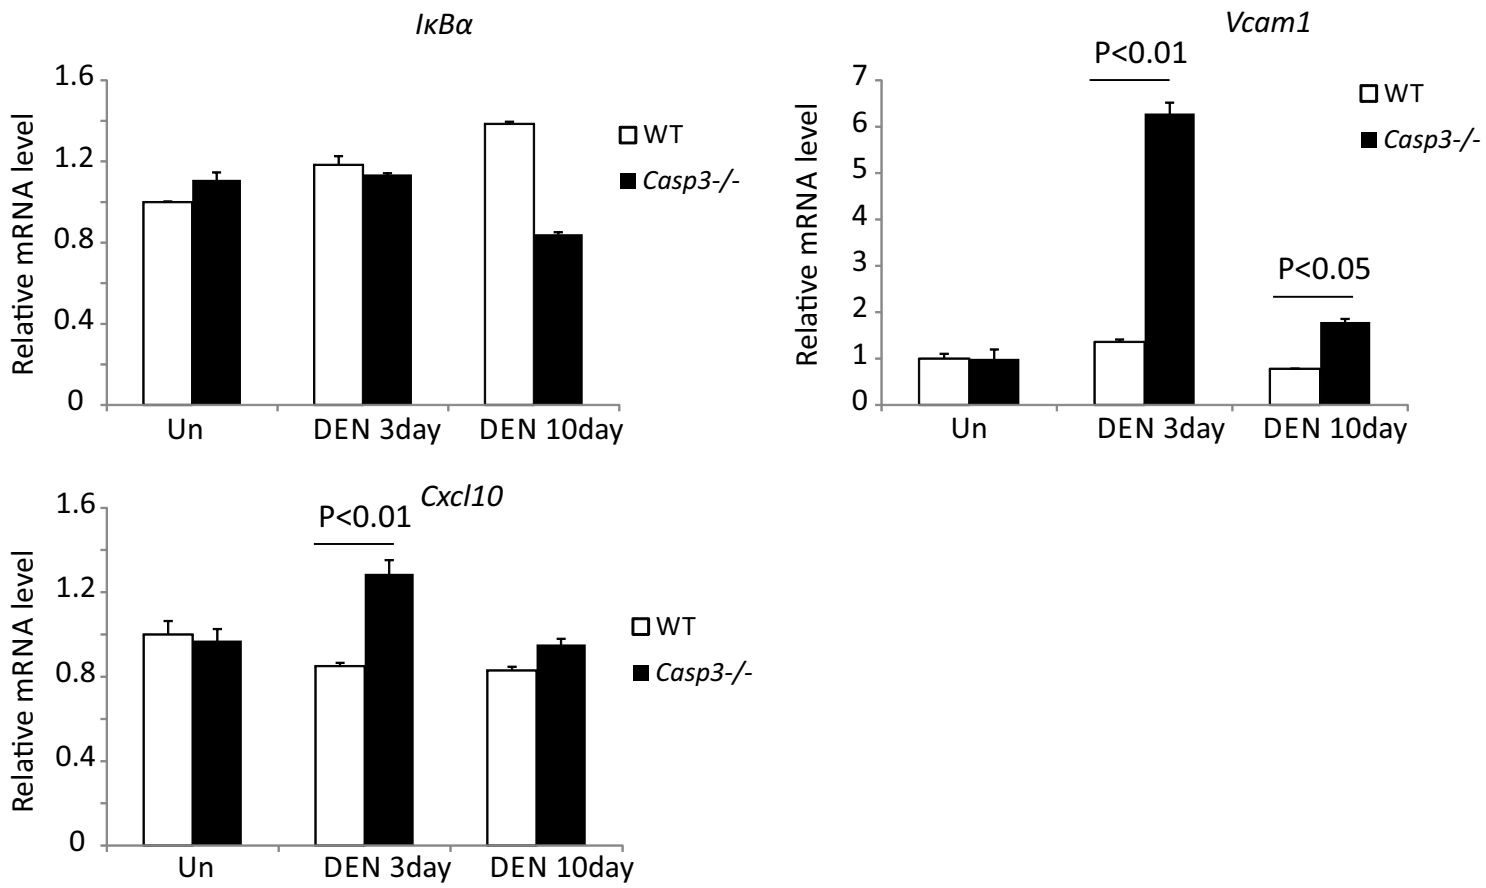 IκBα
Relative mRNA level
1.6
1.2
0.8
0.4
0
WT
Casp3-/-
Un
DEN 3day
DEN 10day
Vcam1
P<0.01
Relative mRNA level
7
6
5
4
3
2
1
0
P<0.05
WT
Casp3-/-
Un
DEN 3day
DEN 10day
Cxcl10
P<0.01
Relative mRNA level
1.6
1.2
0.8
0.4
0
WT
Casp3-/-
Un
DEN 3day
DEN 10day